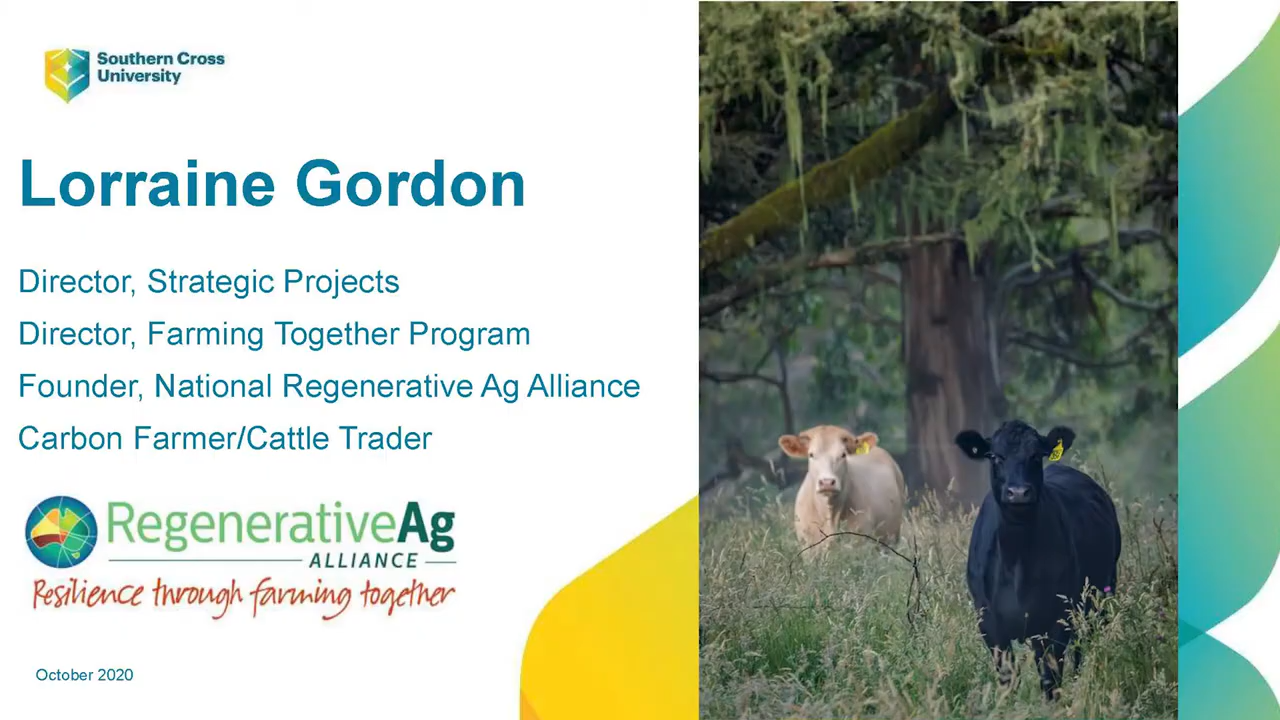 Southern Cross
University
Lorraine Gordon
Director, Strategic Projects
Director, Farming Together Program
Founder, National Regenerative Ag Alliance
Carbon Farmer/Cattle Trader
RegenerativeAg
ALLIANCE
Resilience through farming together
October 2020